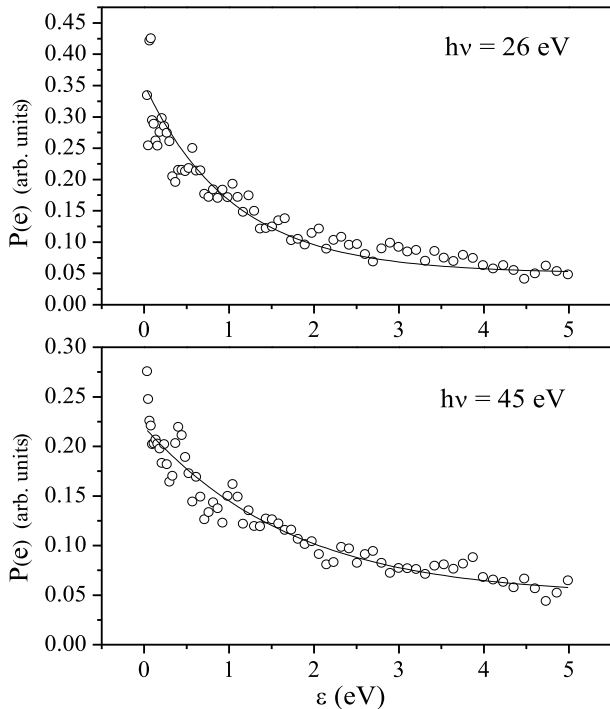 0.45
0.40
0.35
0.30
0.25
0.20
0.15
0.10
0.05
0.00
P(e) (arb. units)
hν = 26 eV
0 1 2 3 4 5
0.30
0.25
0.20
0.15
0.10
0.05
0.00
P(e) (arb. units)
hν = 45 eV
0 1 2 3 4 5
ε (eV)